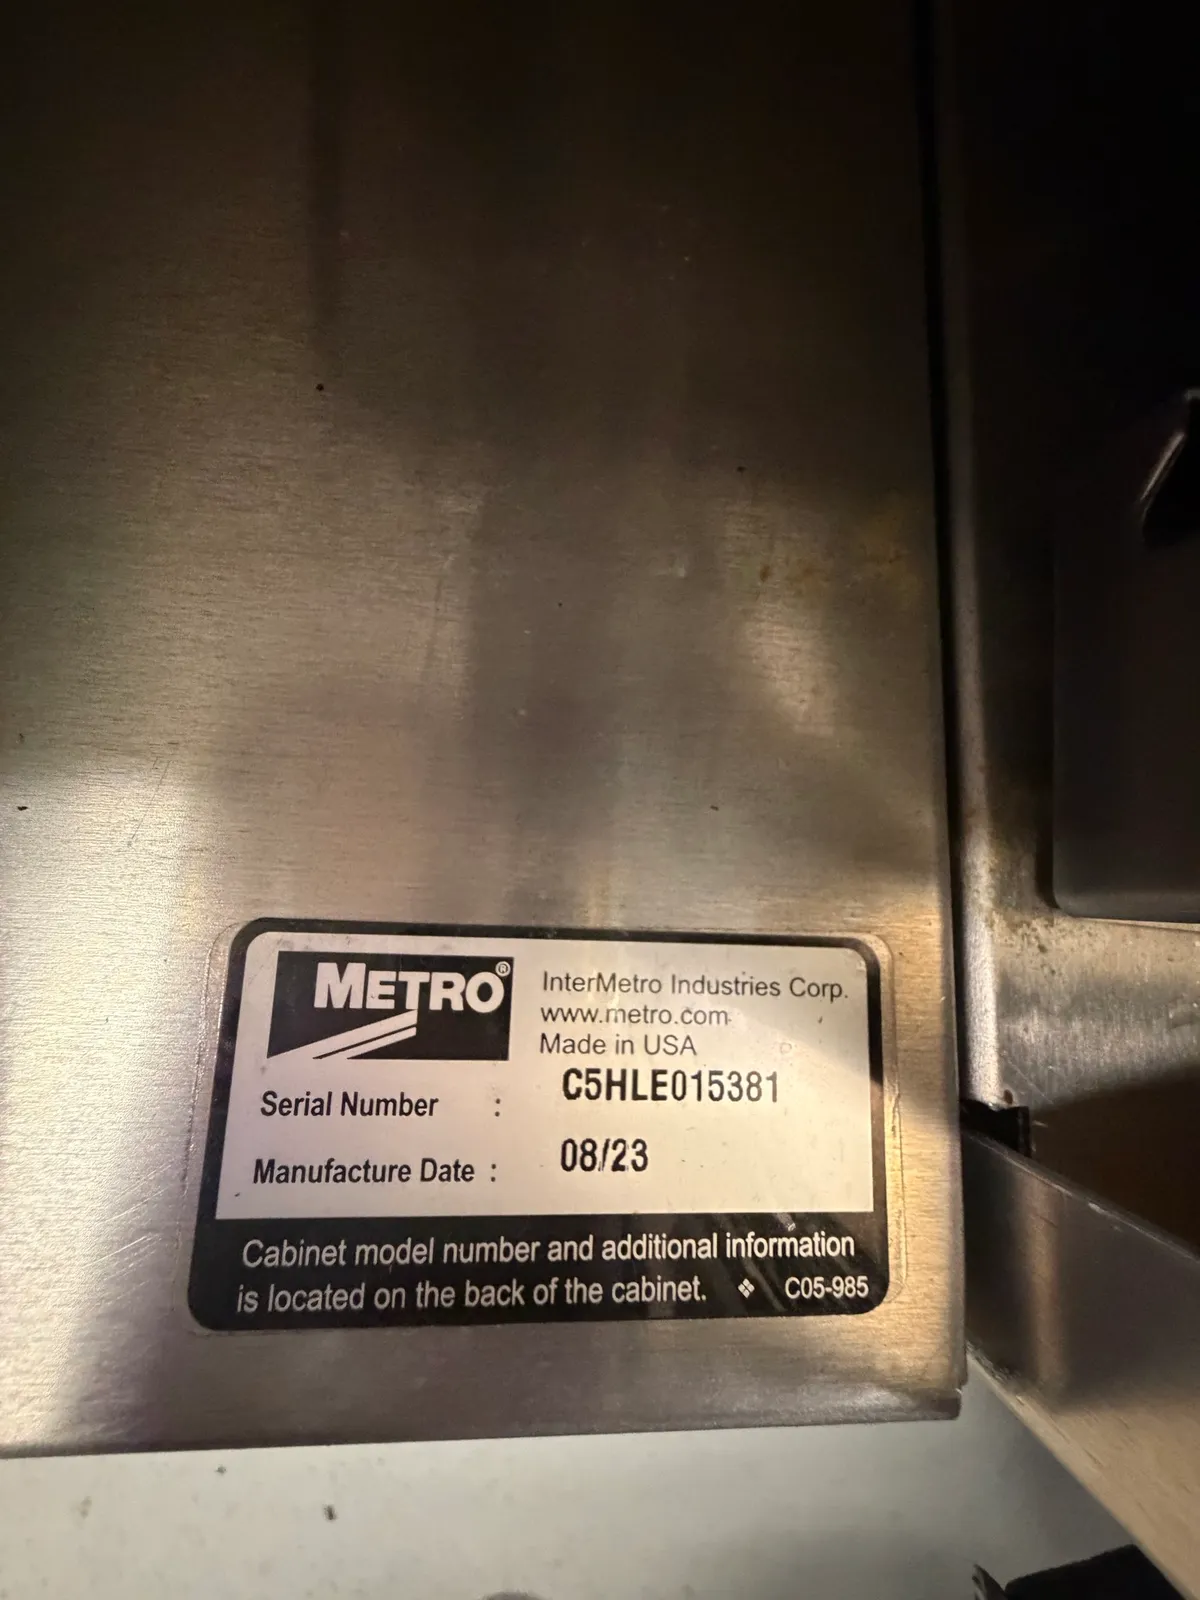 METRO®
InterMetro Industries Corp.
www.metro.com
Made in USA
Serial Number : C5HLE015381
Manufacture Date : 08/23
Cabinet model number and additional information
is located on the back of the cabinet. ❖ C05-985